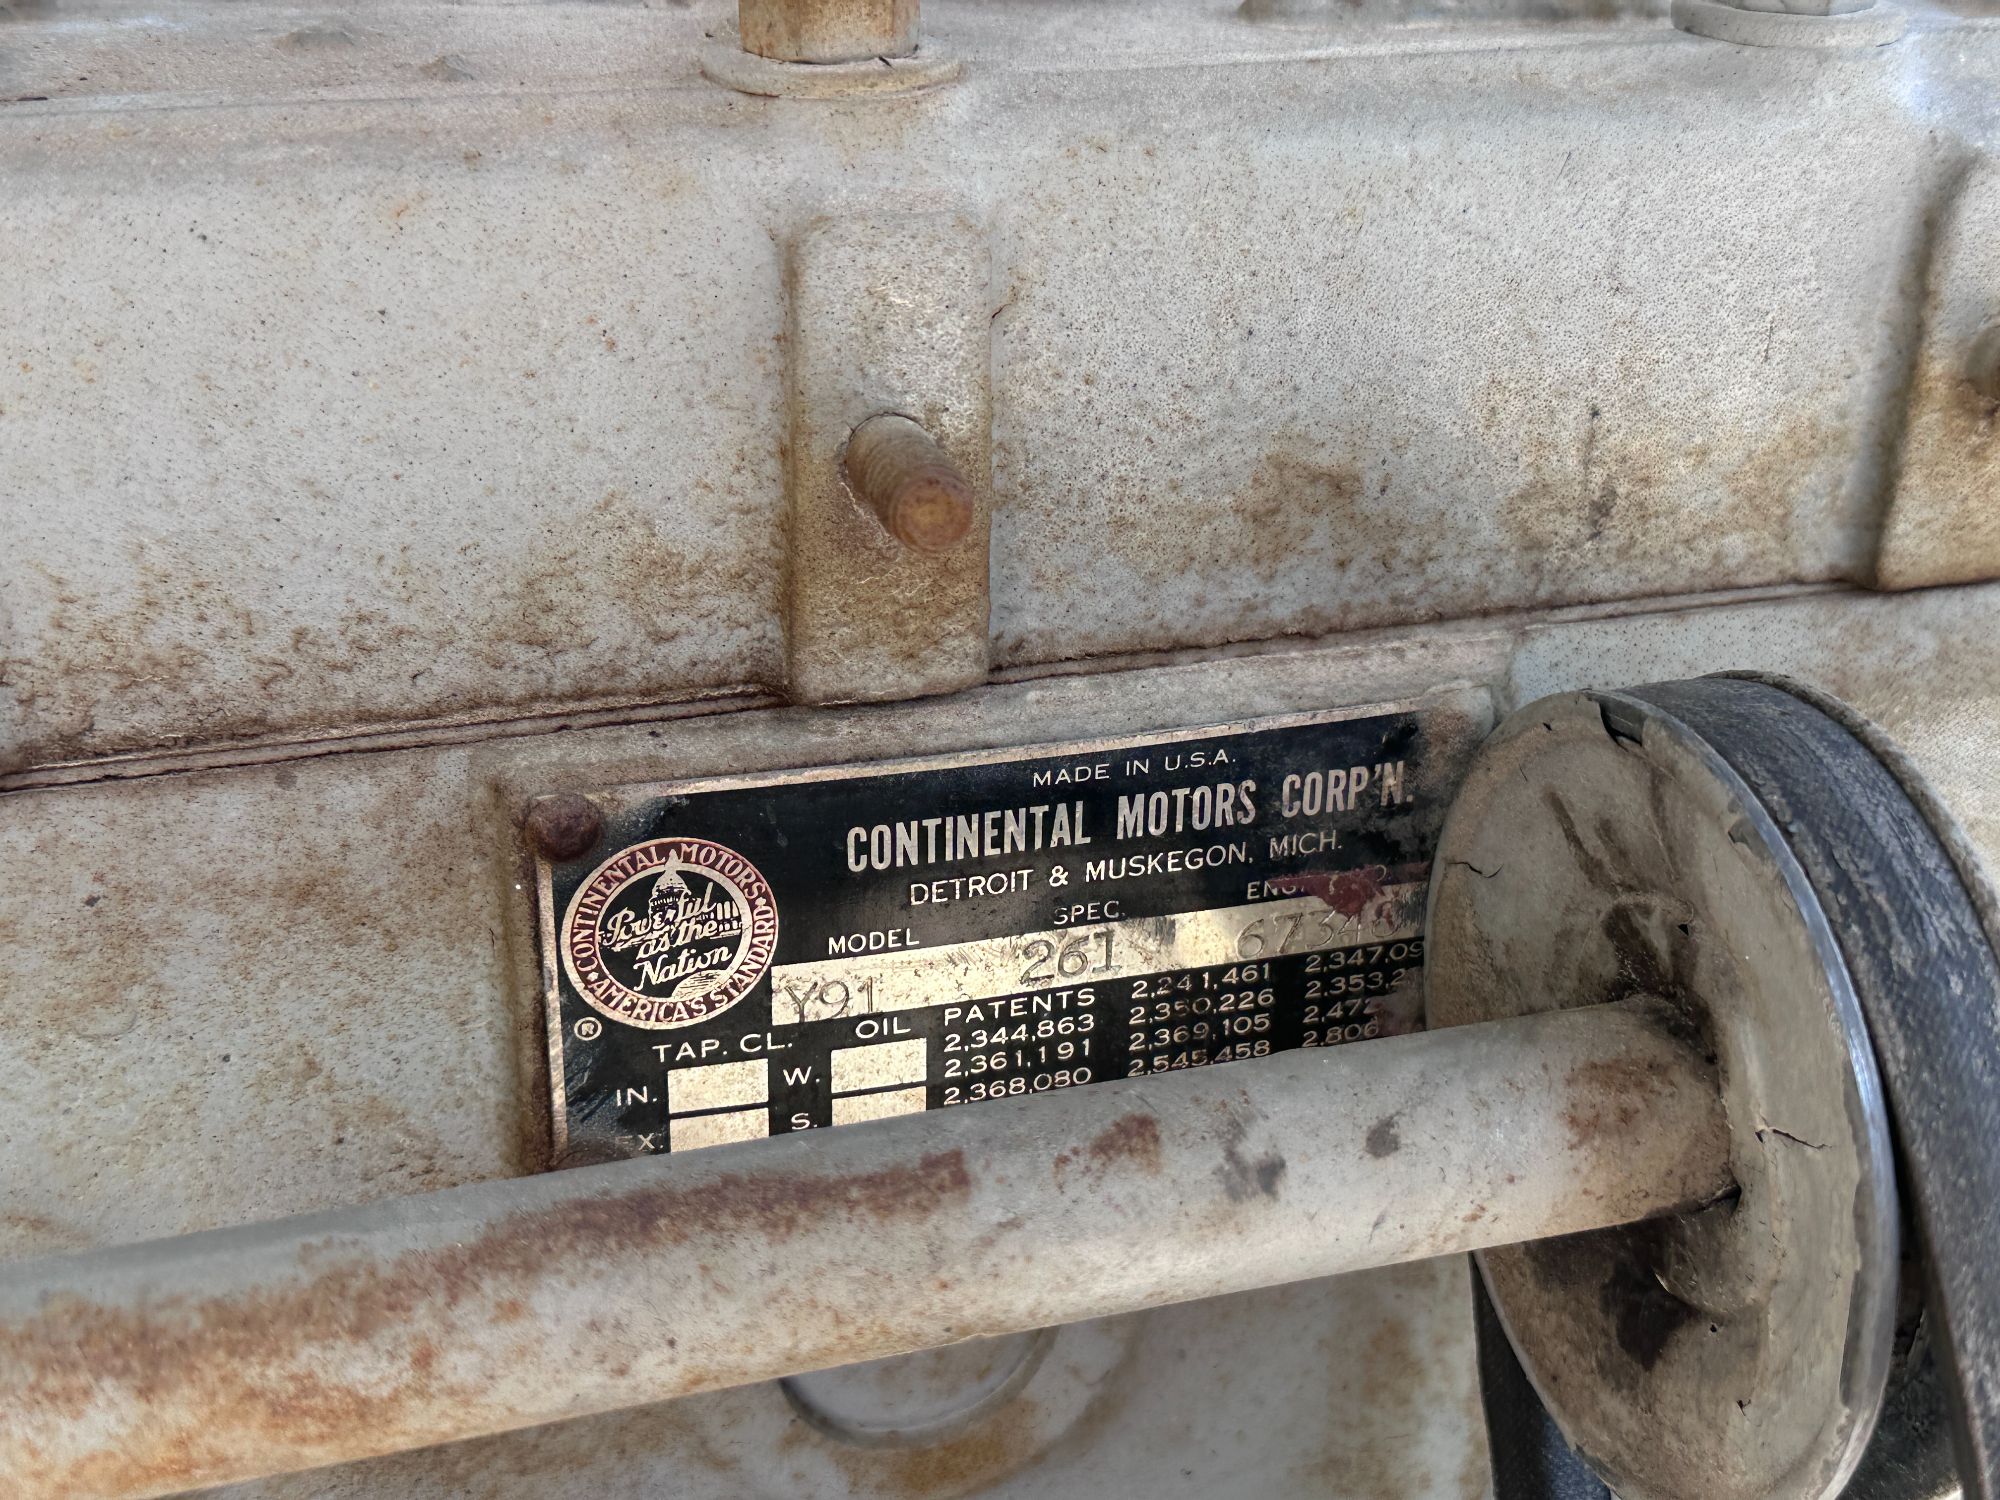 MADE IN U.S.A.
CONTINENTAL MOTORS CORP'N.
DETROIT & MUSKEGON, MICH.
CONTINENTAL MOTORS
Powerful
as the
Nation
AMERICA'S STANDARD
®
MODEL SPEC.
Y91 261 67348
TAP. CL. OIL PATENTS
IN. W.
EX. S.
2,241,461
2,344,863 2,350,226
2,361,191 2,369,105
2,368,080 2,545,458